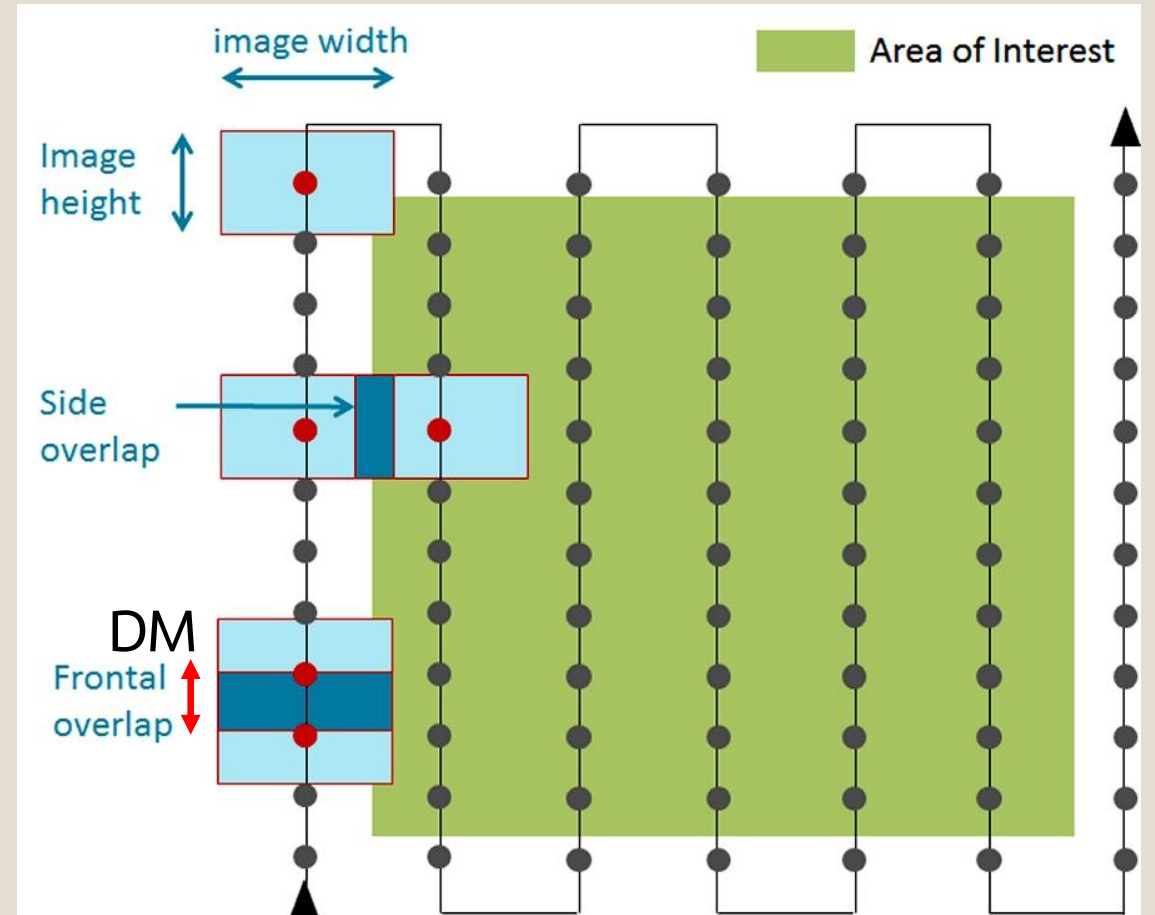 image width
Area of Interest
Image
height
Side
overlap
DM
Frontal
overlap